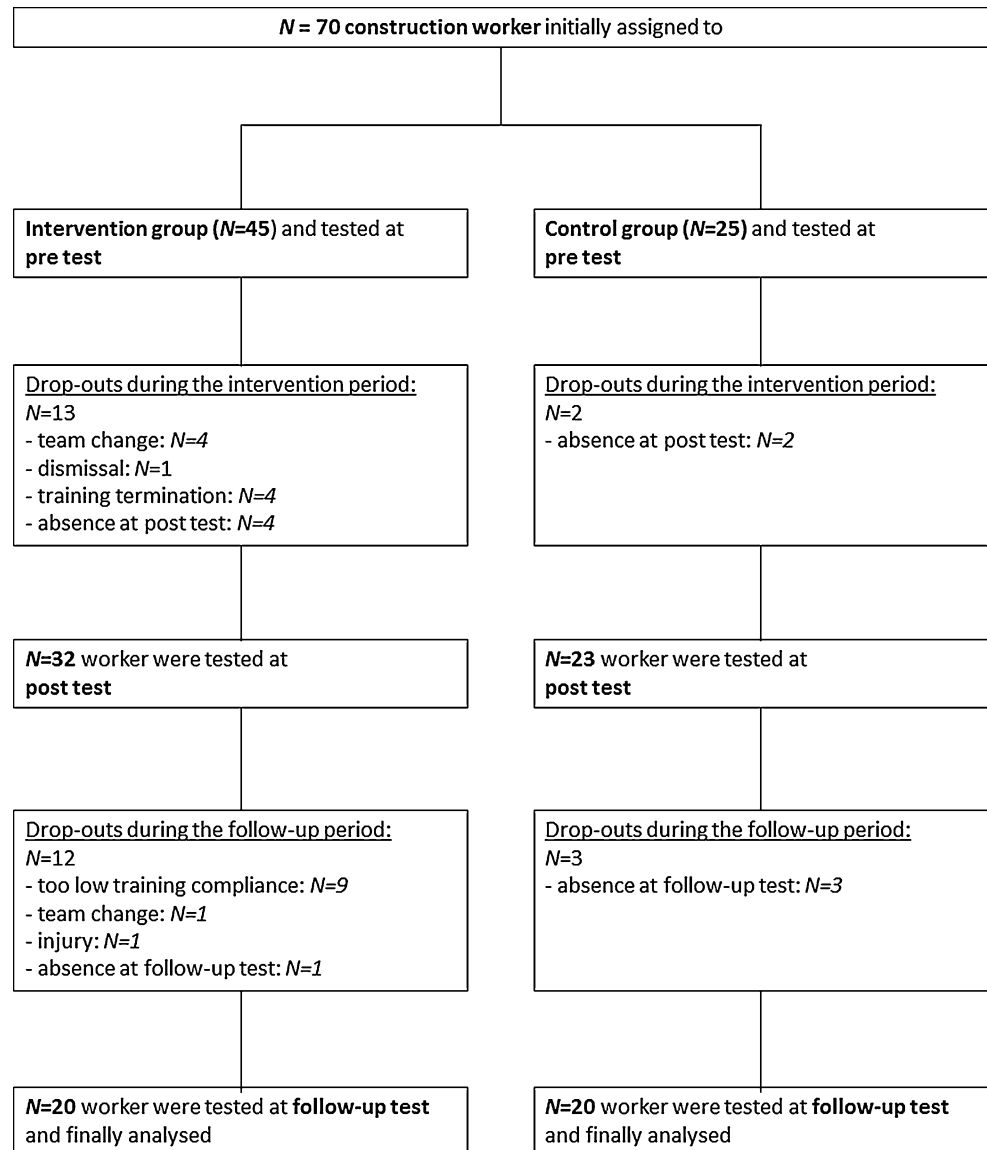 N = 70 construction worker initially assigned to
Intervention group (N=45) and tested at
pre test
Control group (N=25) and tested at
pre test
Drop-outs during the intervention period:
N=13
- team change: N=4
- dismissal: N=1
- training termination: N=4
- absence at post test: N=4
Drop-outs during the intervention period:
N=2
- absence at post test: N=2
N=32 worker were tested at
post test
N=23 worker were tested at
post test
Drop-outs during the follow-up period:
N=12
- too low training compliance: N=9
- team change: N=1
- injury: N=1
- absence at follow-up test: N=1
Drop-outs during the follow-up period:
N=3
- absence at follow-up test: N=3
N=20 worker were tested at follow-up test
and finally analysed
N=20 worker were tested at follow-up test
and finally analysed